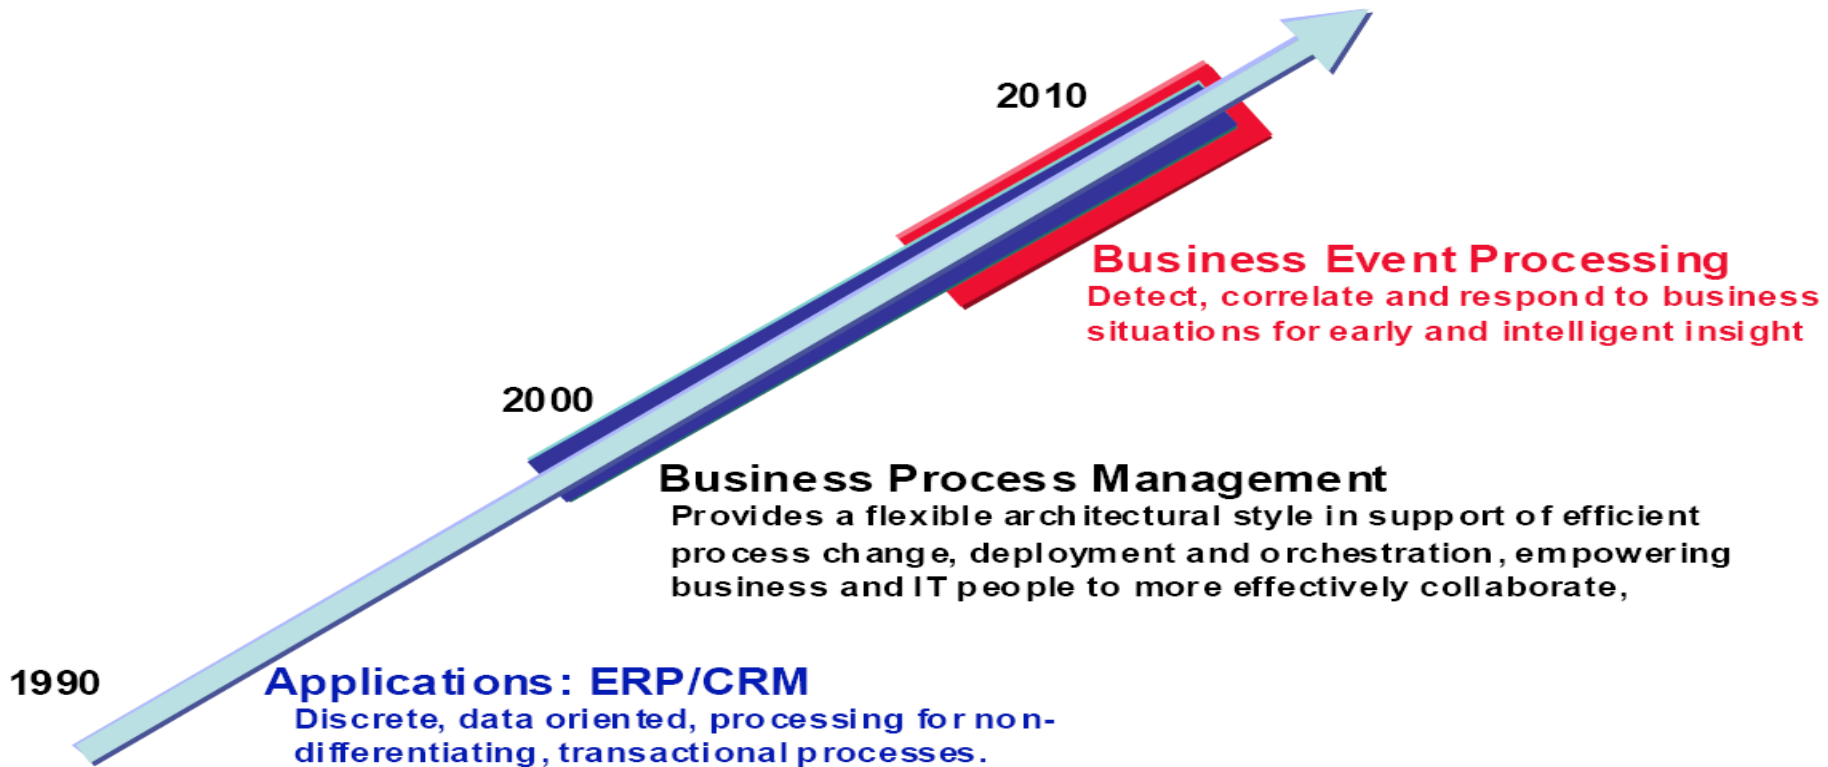 2010
Business Event Processing
Detect, correlate and respond to business
situations for early and intelligent insight
2000
Business Process Management
Provides a flexible architectural style in support of efficient
process change, deployment and orchestration, empowering
business and IT people to more effectively collaborate,
1990
Applications: ERP/CRM
Discrete, data oriented, processing for non-
differentiating, transactional processes.